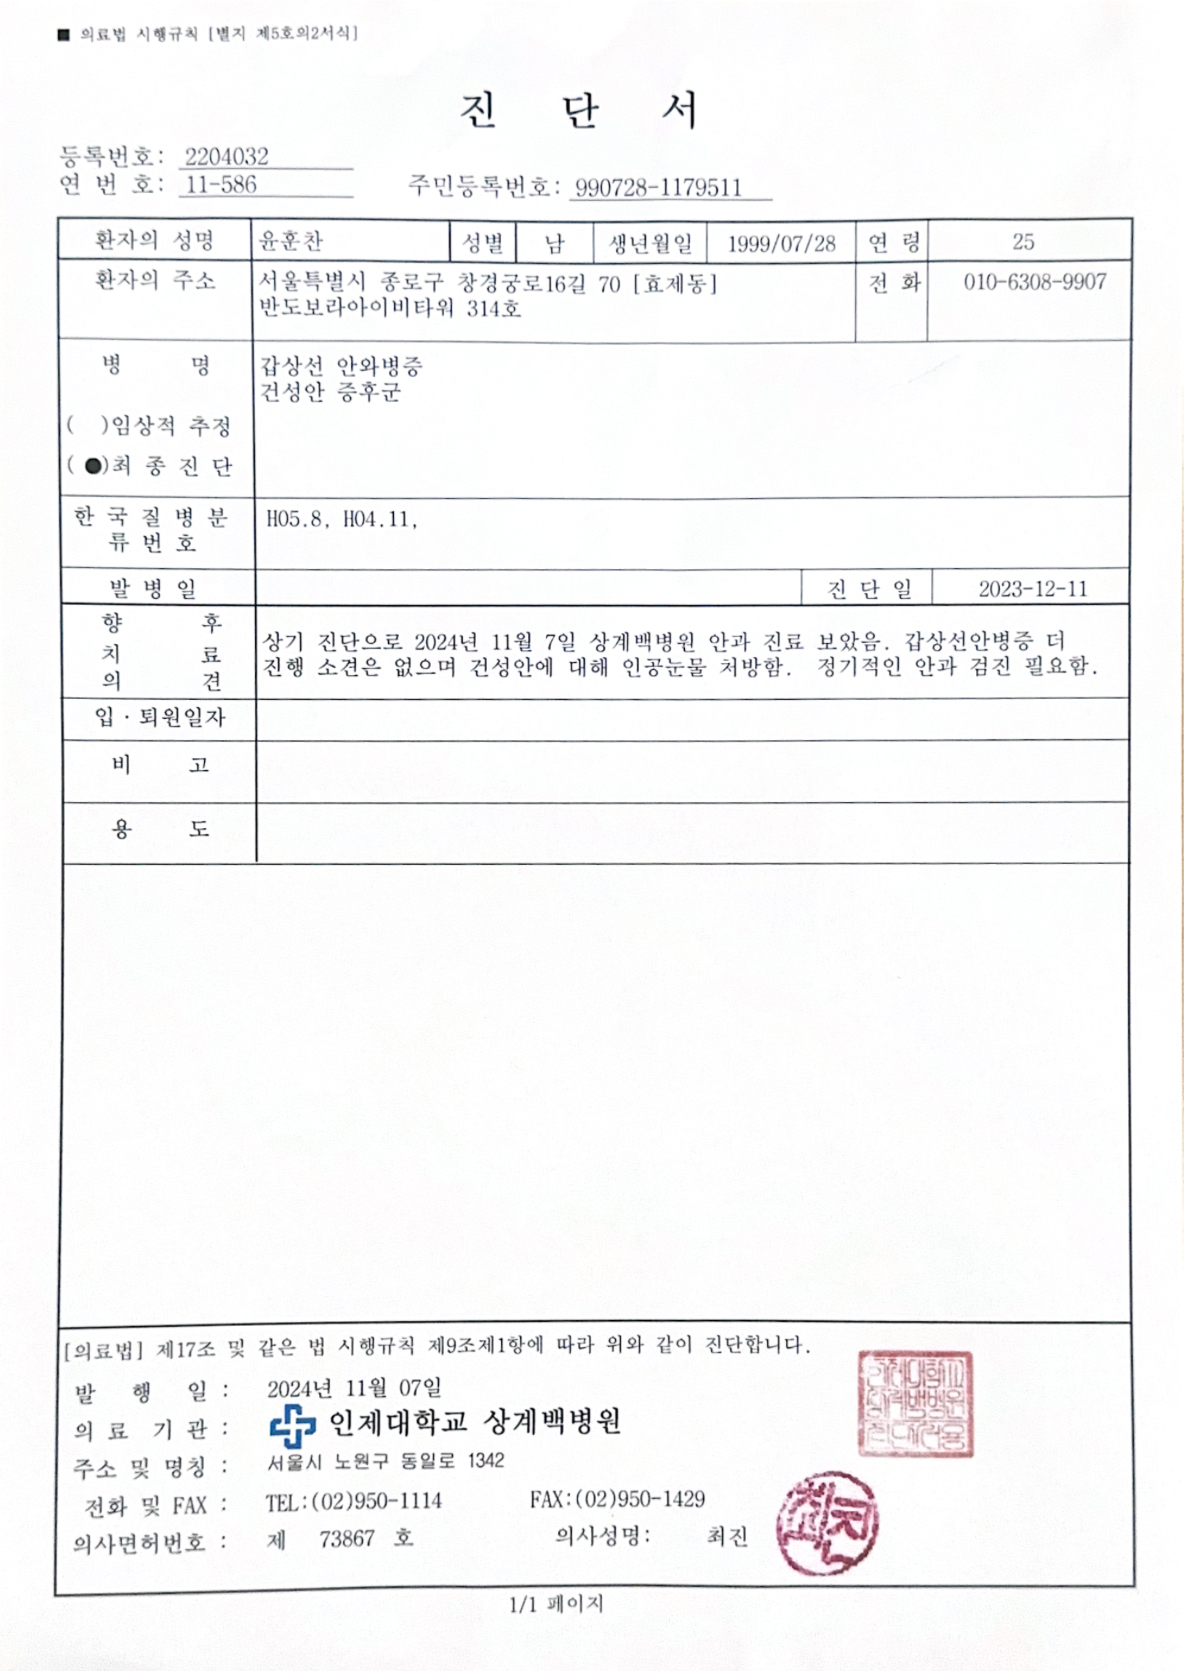 ■ 의료법 시행규칙 [별지 제5호의2서식]
진 단 서
등록번호: 2204032
연 번 호: 11-586 주민등록번호: 990728-1179511
환자의 성명 윤훈찬 성별 남 생년월일 1999/07/28 연 령 25
환자의 주소 서울특별시 종로구 창경궁로16길 70 [효제동] 전 화 010-6308-9907
반도보라아이비타워 314호
병 명 갑상선 안와병증
건성안 증후군
( )임상적 추정
(●)최 종 진 단
한 국 질 병 분 H05.8, H04.11,
류 번 호
발 병 일 진 단 일 2023-12-11
향 후
치 료 상기 진단으로 2024년 11월 7일 상계백병원 안과 진료 보았음. 갑상선안병증 더
의 견 진행 소견은 없으며 건성안에 대해 인공눈물 처방함. 정기적인 안과 검진 필요함.
입·퇴원일자
비 고
용 도
[의료법] 제17조 및 같은 법 시행규칙 제9조제1항에 따라 위와 같이 진단합니다.
발 행 일 : 2024년 11월 07일
의 료 기 관 : 인제대학교 상계백병원
주소 및 명칭 : 서울시 노원구 동일로 1342
전화 및 FAX : TEL:(02)950-1114 FAX:(02)950-1429
의사면허번호 : 제 73867 호 의사성명: 최진
최진
1/1 페이지